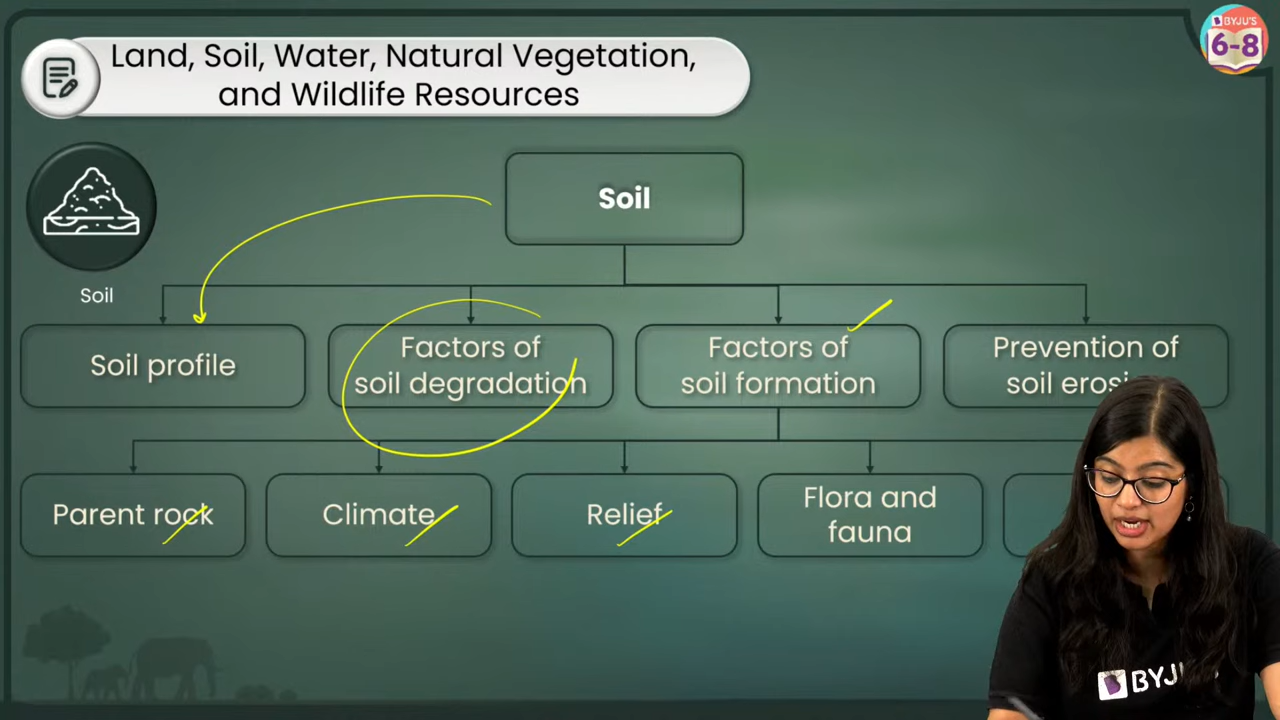 Land, Soil, Water, Natural Vegetation,
and Wildlife Resources
BYJU'S
6-8
Soil
Soil
Soil profile
Factors of
soil degradation
Factors of
soil formation
Prevention of
soil
Parent rock
Climate
Relief
Flora and
fauna